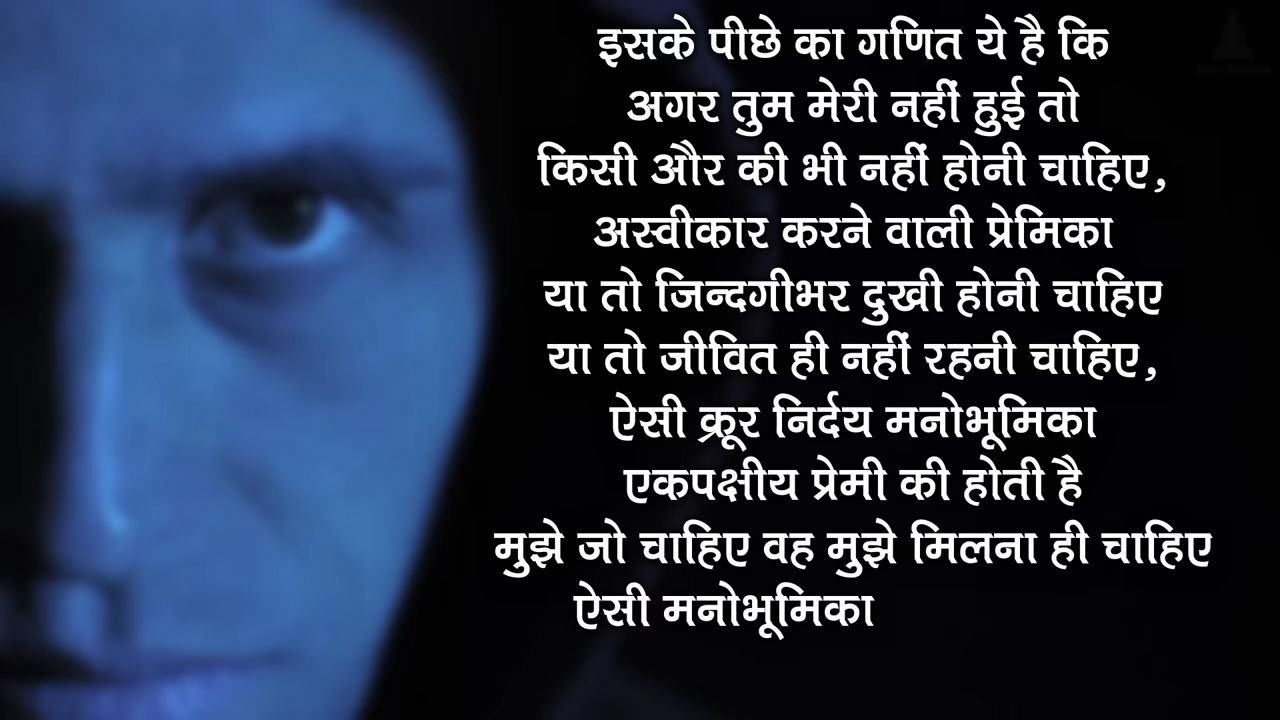 इसके पीछे का गणित ये है कि
अगर तुम मेरी नहीं हुई तो
किसी और की भी नहीं होनी चाहिए,
अस्वीकार करने वाली प्रेमिका
या तो जिन्दगीभर दुखी होनी चाहिए
या तो जीवित ही नहीं रहनी चाहिए,
ऐसी क्रूर निर्दय मनोभूमिका
एकपक्षीय प्रेमी की होती है
मुझे जो चाहिए वह मुझे मिलना ही चाहिए
ऐसी मनोभूमिका